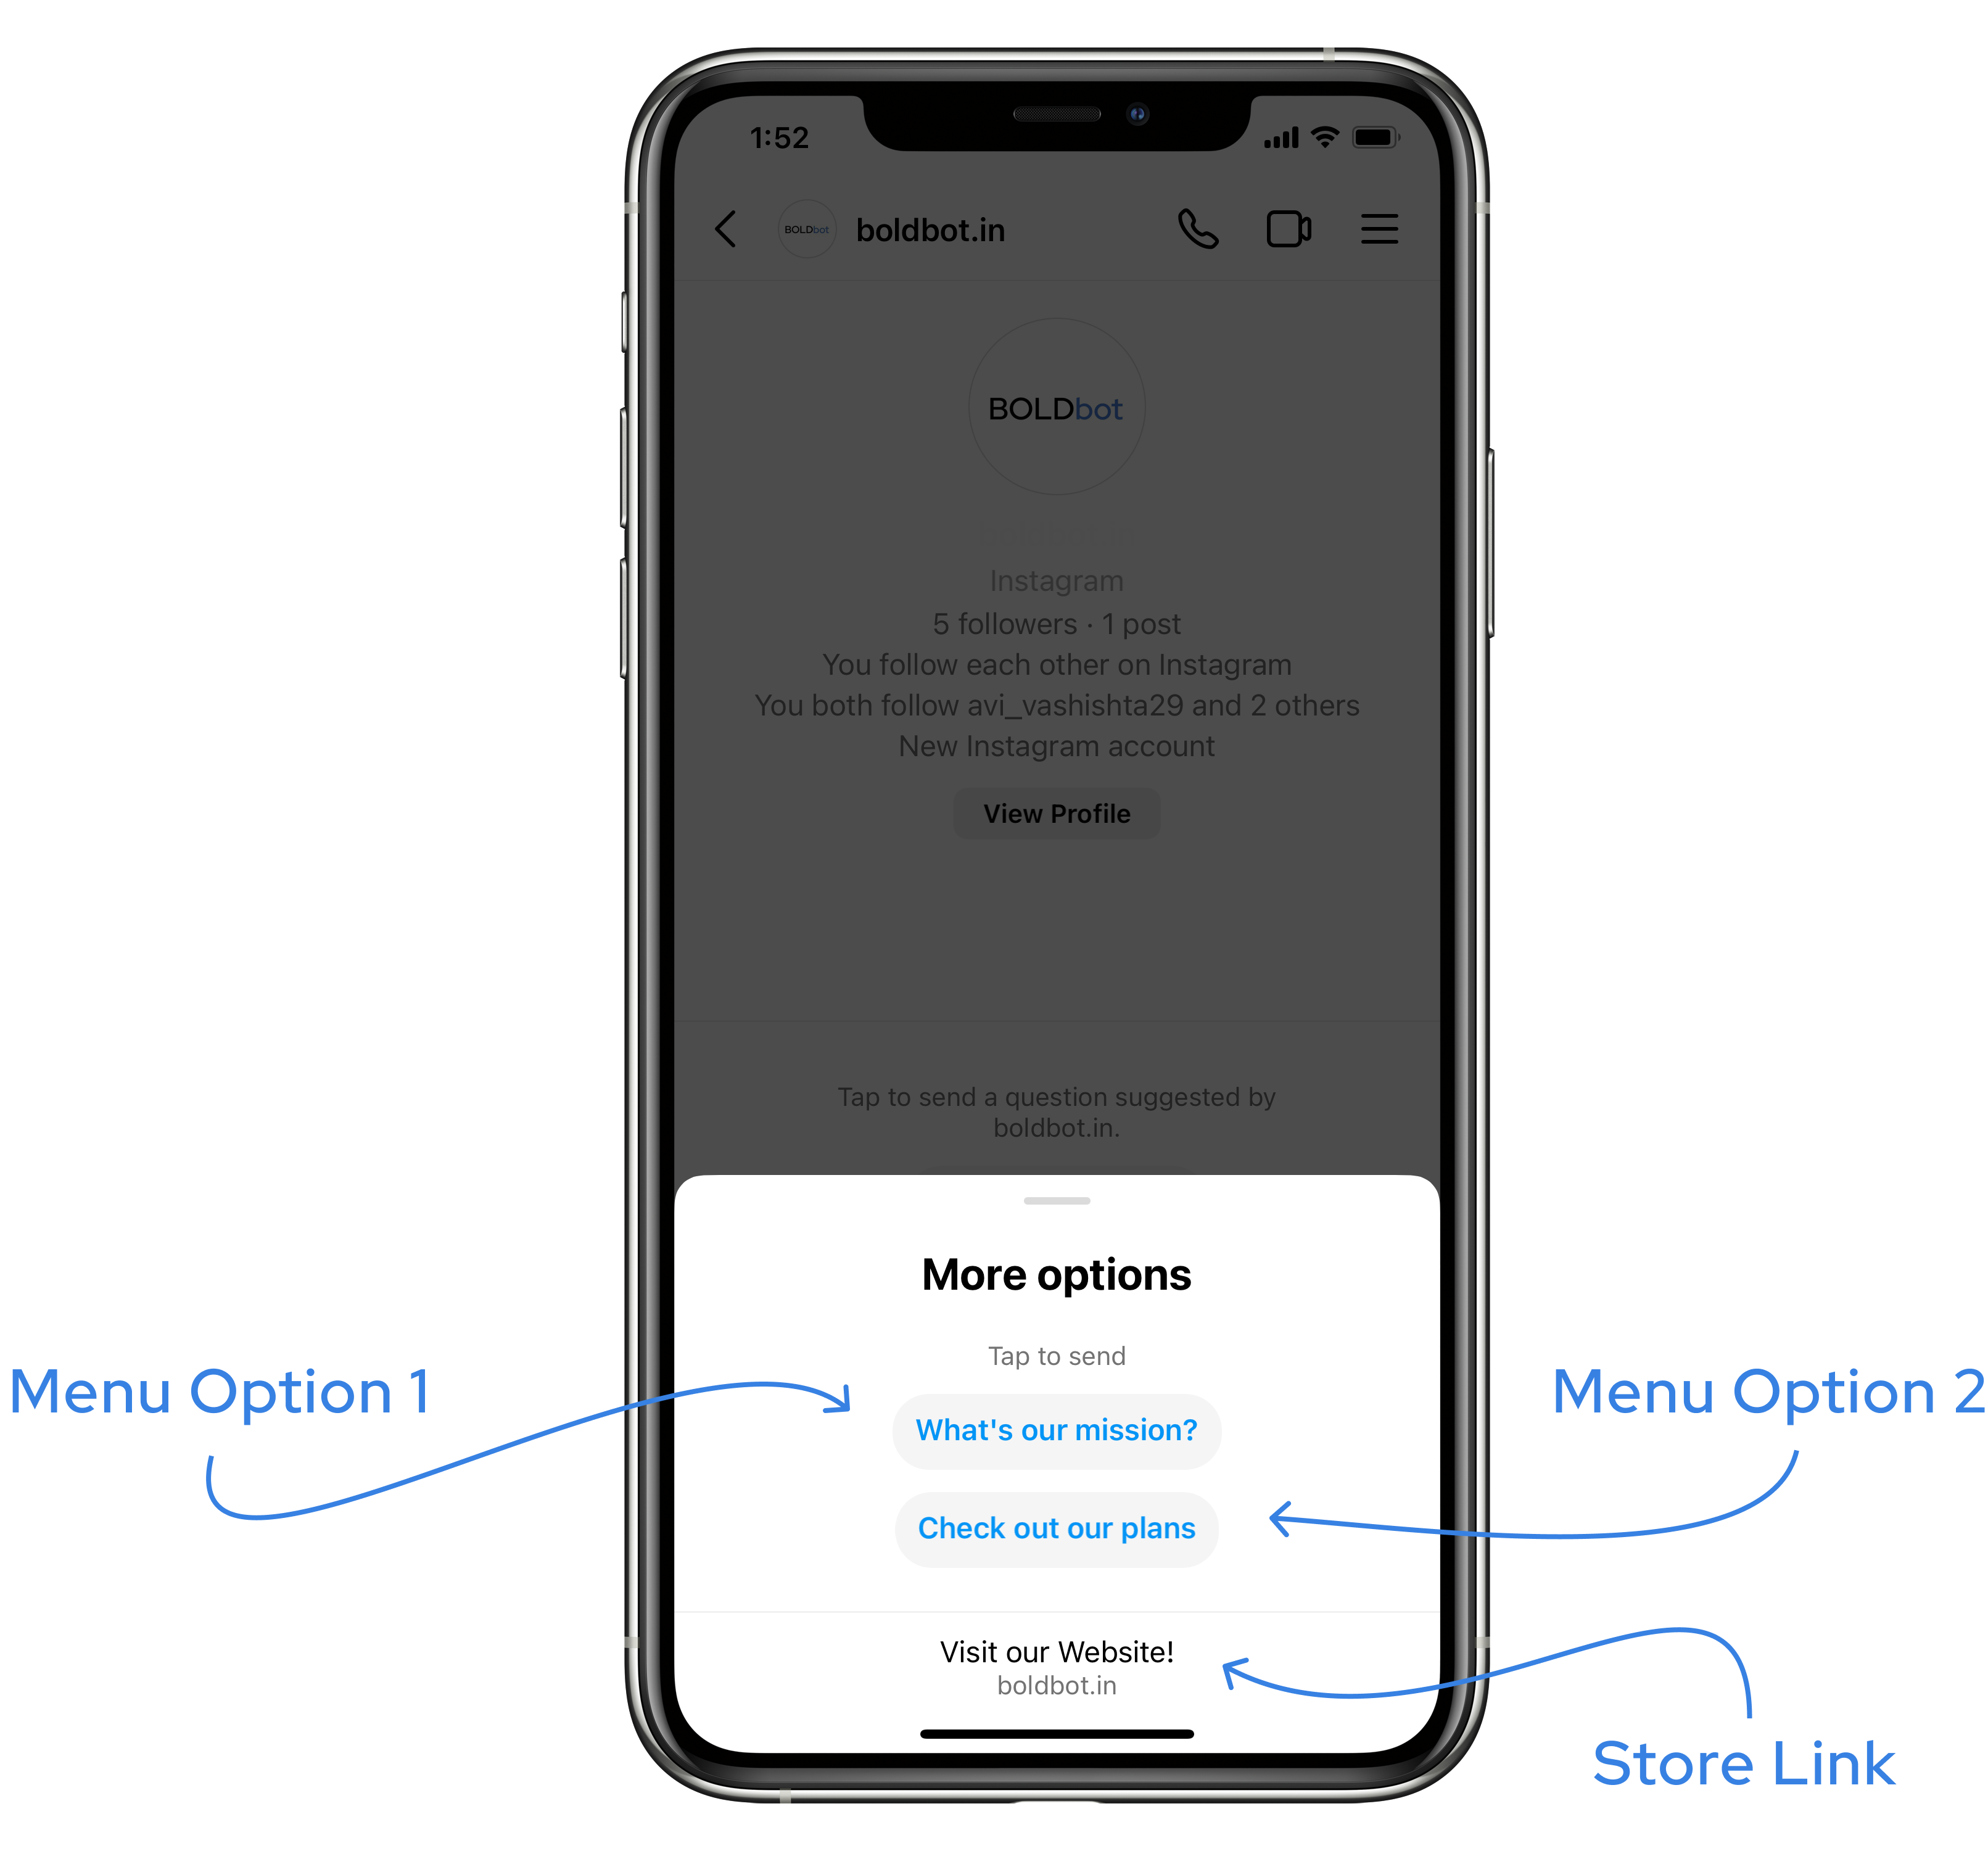 1:52
BOLDbot
boldbot.in
BOLDbot
Instagram
5 followers · 1 post
You follow each other on Instagram
You both follow avi_vashishta29 and 2 others
New Instagram account
View Profile
Tap to send a question suggested by
boldbot.in.
More options
Tap to send
Menu Option 1
Menu Option 2
What's our mission?
Check out our plans
Visit our Website!
boldbot.in
Store Link